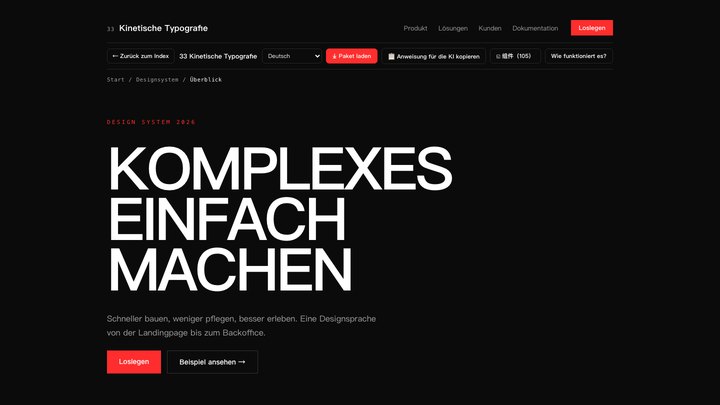 33 Kinetische Typografie
Produkt Lösungen Kunden Dokumentation Loslegen
← Zurück zum Index 33 Kinetische Typografie Deutsch ↓ Paket laden 📋 Anweisung für die KI kopieren ⧉ 组件 (105) Wie funktioniert es?
Start / Designsystem / Überblick
DESIGN SYSTEM 2026
KOMPLEXES
EINFACH
MACHEN
Schneller bauen, weniger pflegen, besser erleben. Eine Designsprache
von der Landingpage bis zum Backoffice.
Loslegen Beispiel ansehen →